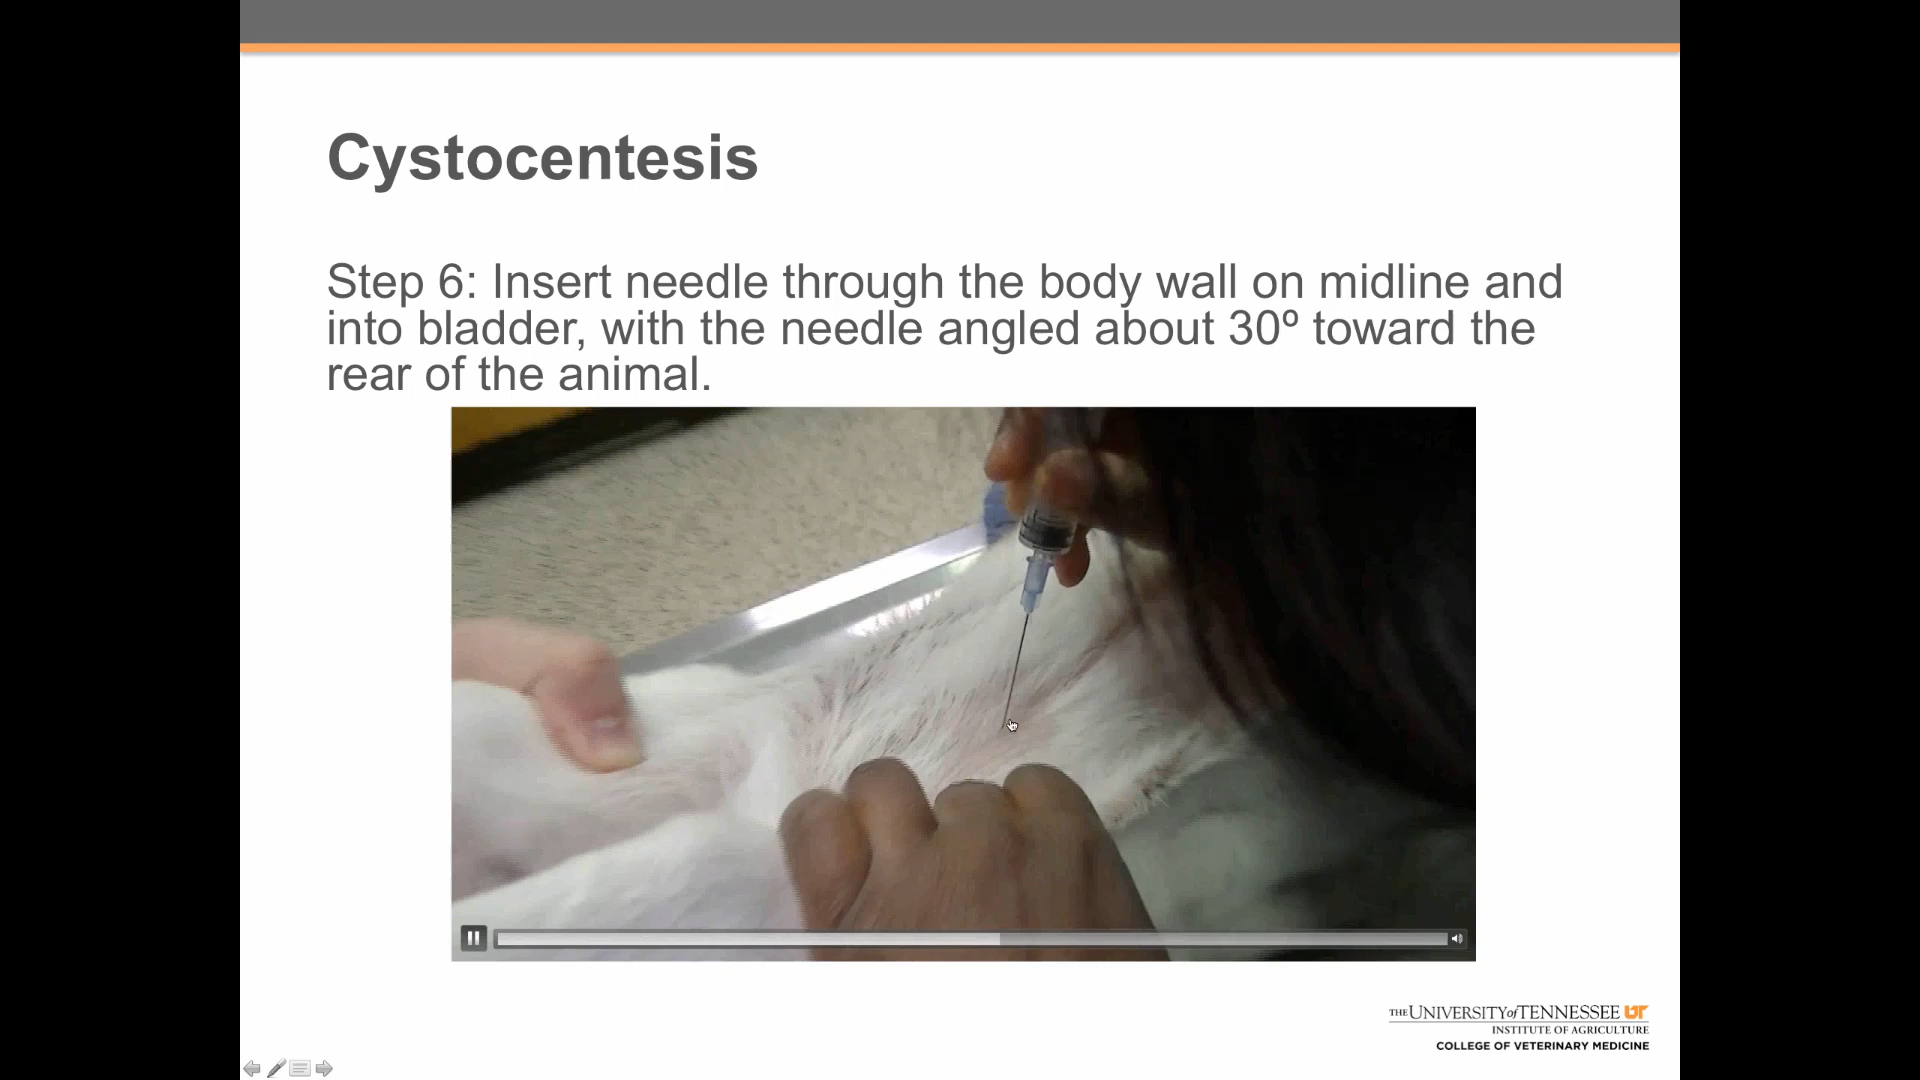 Cystocentesis
Step 6: Insert needle through the body wall on midline and
into bladder, with the needle angled about 30º toward the
rear of the animal.
THE UNIVERSITY of TENNESSEE UT
INSTITUTE OF AGRICULTURE
COLLEGE OF VETERINARY MEDICINE